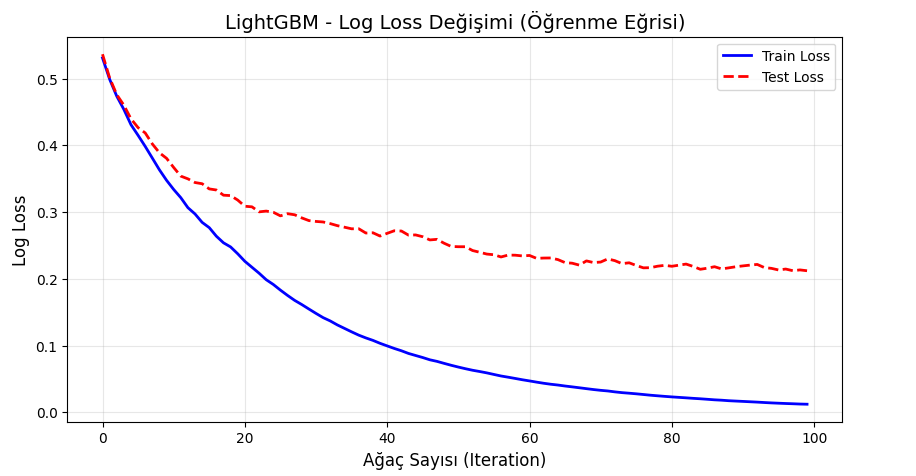 LightGBM - Log Loss Değişimi (Öğrenme Eğrisi)
Train Loss
Test Loss
Log Loss
0.5
0.4
0.3
0.2
0.1
0.0
0 20 40 60 80 100
Ağaç Sayısı (Iteration)